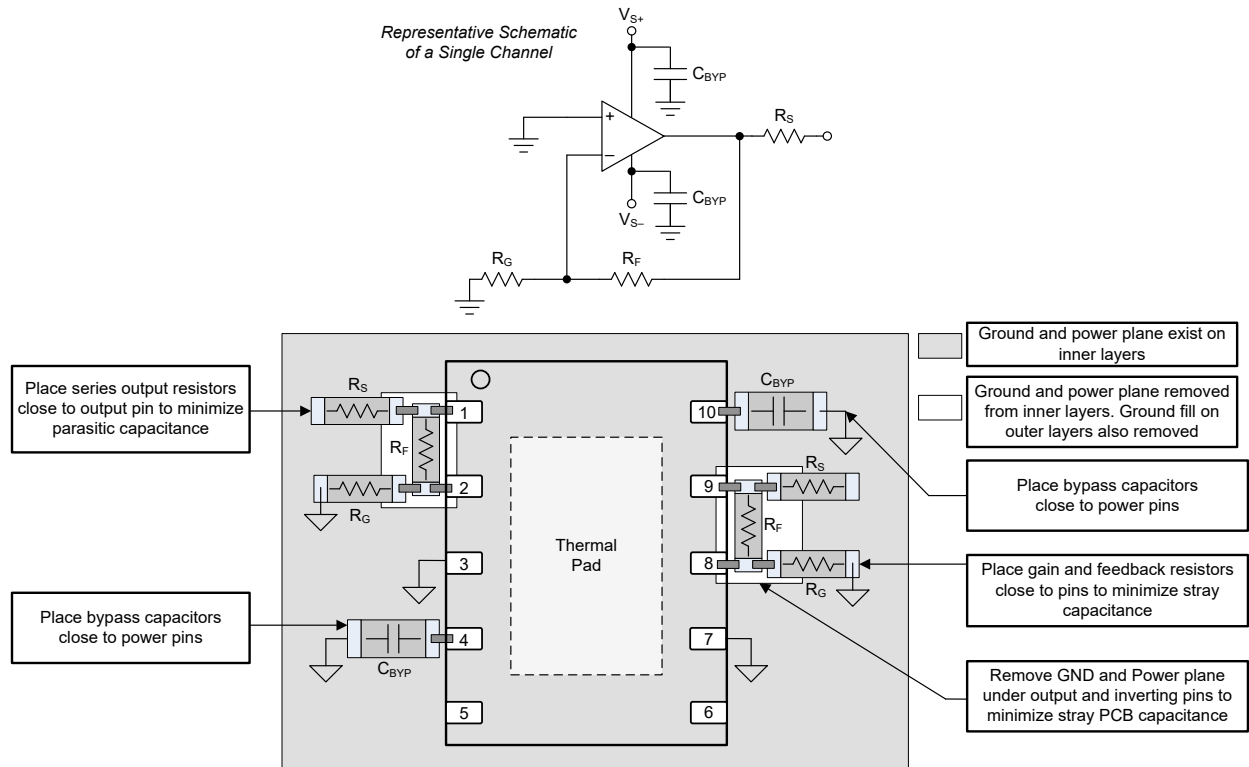 Representative Schematic
of a Single Channel
V_S+
C_BYP
+
R_S
−
C_BYP
V_S–
R_G
R_F
Ground and power plane exist on
inner layers
Ground and power plane removed
from inner layers. Ground fill on
outer layers also removed
Place series output resistors
close to output pin to minimize
parasitic capacitance
R_S
1
R_F
2
R_G
3
Place bypass capacitors
close to power pins
4
C_BYP
5
Thermal
Pad
C_BYP
10
R_S
9
R_F
8
R_G
7
6
Place bypass capacitors
close to power pins
Place gain and feedback resistors
close to pins to minimize stray
capacitance
Remove GND and Power plane
under output and inverting pins to
minimize stray PCB capacitance